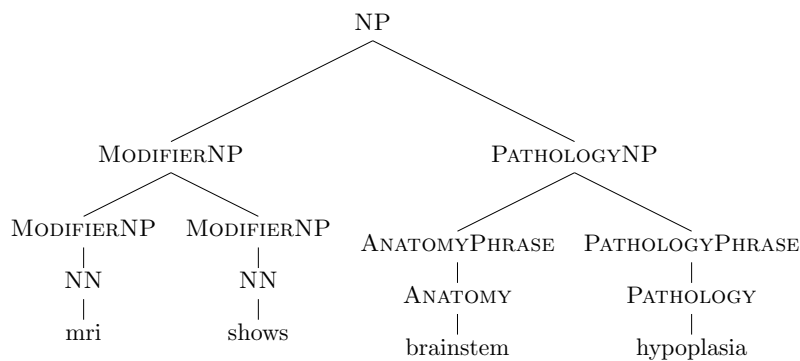 NP
MODIFIERNP PATHOLOGYNP
MODIFIERNP MODIFIERNP ANATOMYPHRASE PATHOLOGYPHRASE
NN NN ANATOMY PATHOLOGY
mri shows brainstem hypoplasia